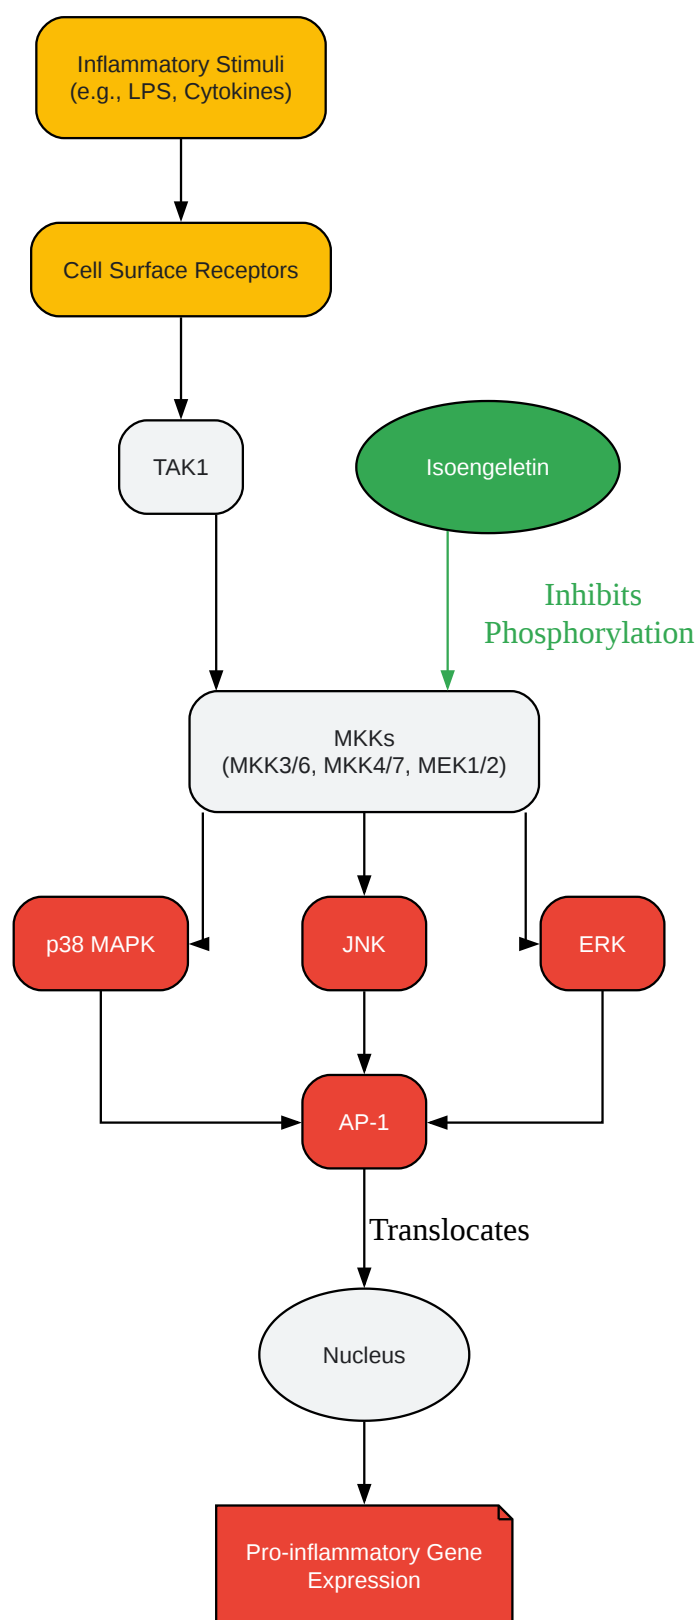 Inflammatory Stimuli
(e.g., LPS, Cytokines)
Cell Surface Receptors
TAK1
Isoengeletin
Inhibits
Phosphorylation
MKKs
(MKK3/6, MKK4/7, MEK1/2)
p38 MAPK
JNK
ERK
AP-1
Translocates
Nucleus
Pro-inflammatory Gene
Expression